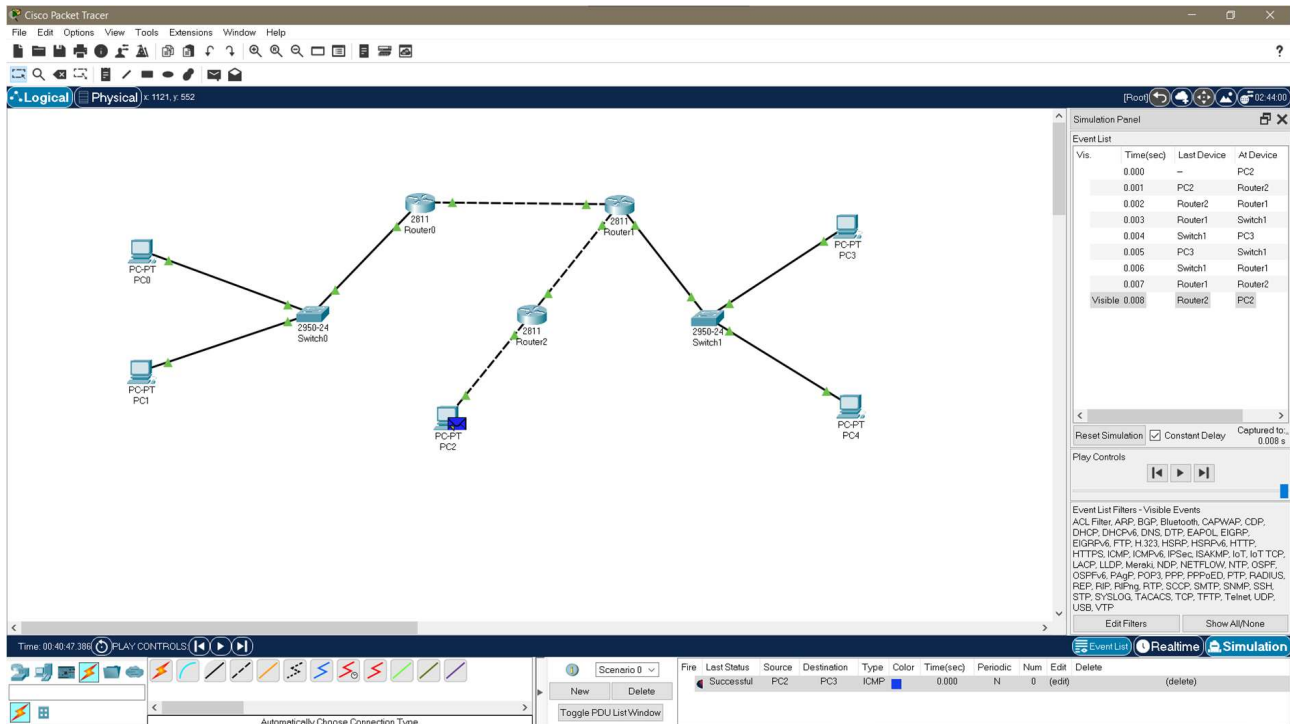 Cisco Packet Tracer
File Edit Options View Tools Extensions Window Help
?
Logical Physical x: 1121, y: 552 [Root] 02:44:00
2811
Router0
2811
Router1
PC-PT
PC3
PC-PT
PC0
2950-24
Switch0
2811
Router2
2950-24
Switch1
PC-PT
PC1
PC-PT
PC2
PC-PT
PC4
Simulation Panel
Event List
Vis. Time(sec) Last Device At Device
0.000 -- PC2
0.001 PC2 Router2
0.002 Router2 Router1
0.003 Router1 Switch1
0.004 Switch1 PC3
0.005 PC3 Switch1
0.006 Switch1 Router1
0.007 Router1 Router2
Visible 0.008 Router2 PC2
Reset Simulation Constant Delay Captured to:
0.008 s
Play Controls
Event List Filters - Visible Events
ACL Filter, ARP, BGP, Bluetooth, CAPWAP, CDP,
DHCP, DHCPv6, DNS, DTP, EAPOL, EIGRP,
EIGRPv6, FTP, H.323, HSRP, HSRPv6, HTTP,
HTTPS, ICMP, ICMPv6, IPSec, ISAKMP, IoT, IoT TCP,
LACP, LLDP, Meraki, NDP, NETFLOW, NTP, OSPF,
OSPFv6, PAgP, POP3, PPP, PPPoED, PTP, RADIUS,
REP, RIP, RIPng, RTP, SCCP, SMTP, SNMP, SSH,
STP, SYSLOG, TACACS, TCP, TFTP, Telnet, UDP,
USB, VTP
Edit Filters Show All/None
Time: 00:40:47.386 PLAY CONTROLS: Event List Realtime Simulation
Automatically Choose Connection Type
Scenario 0
New Delete
Toggle PDU List Window
Fire Last Status Source Destination Type Color Time(sec) Periodic Num Edit Delete
Successful PC2 PC3 ICMP 0.000 N 0 (edit) (delete)